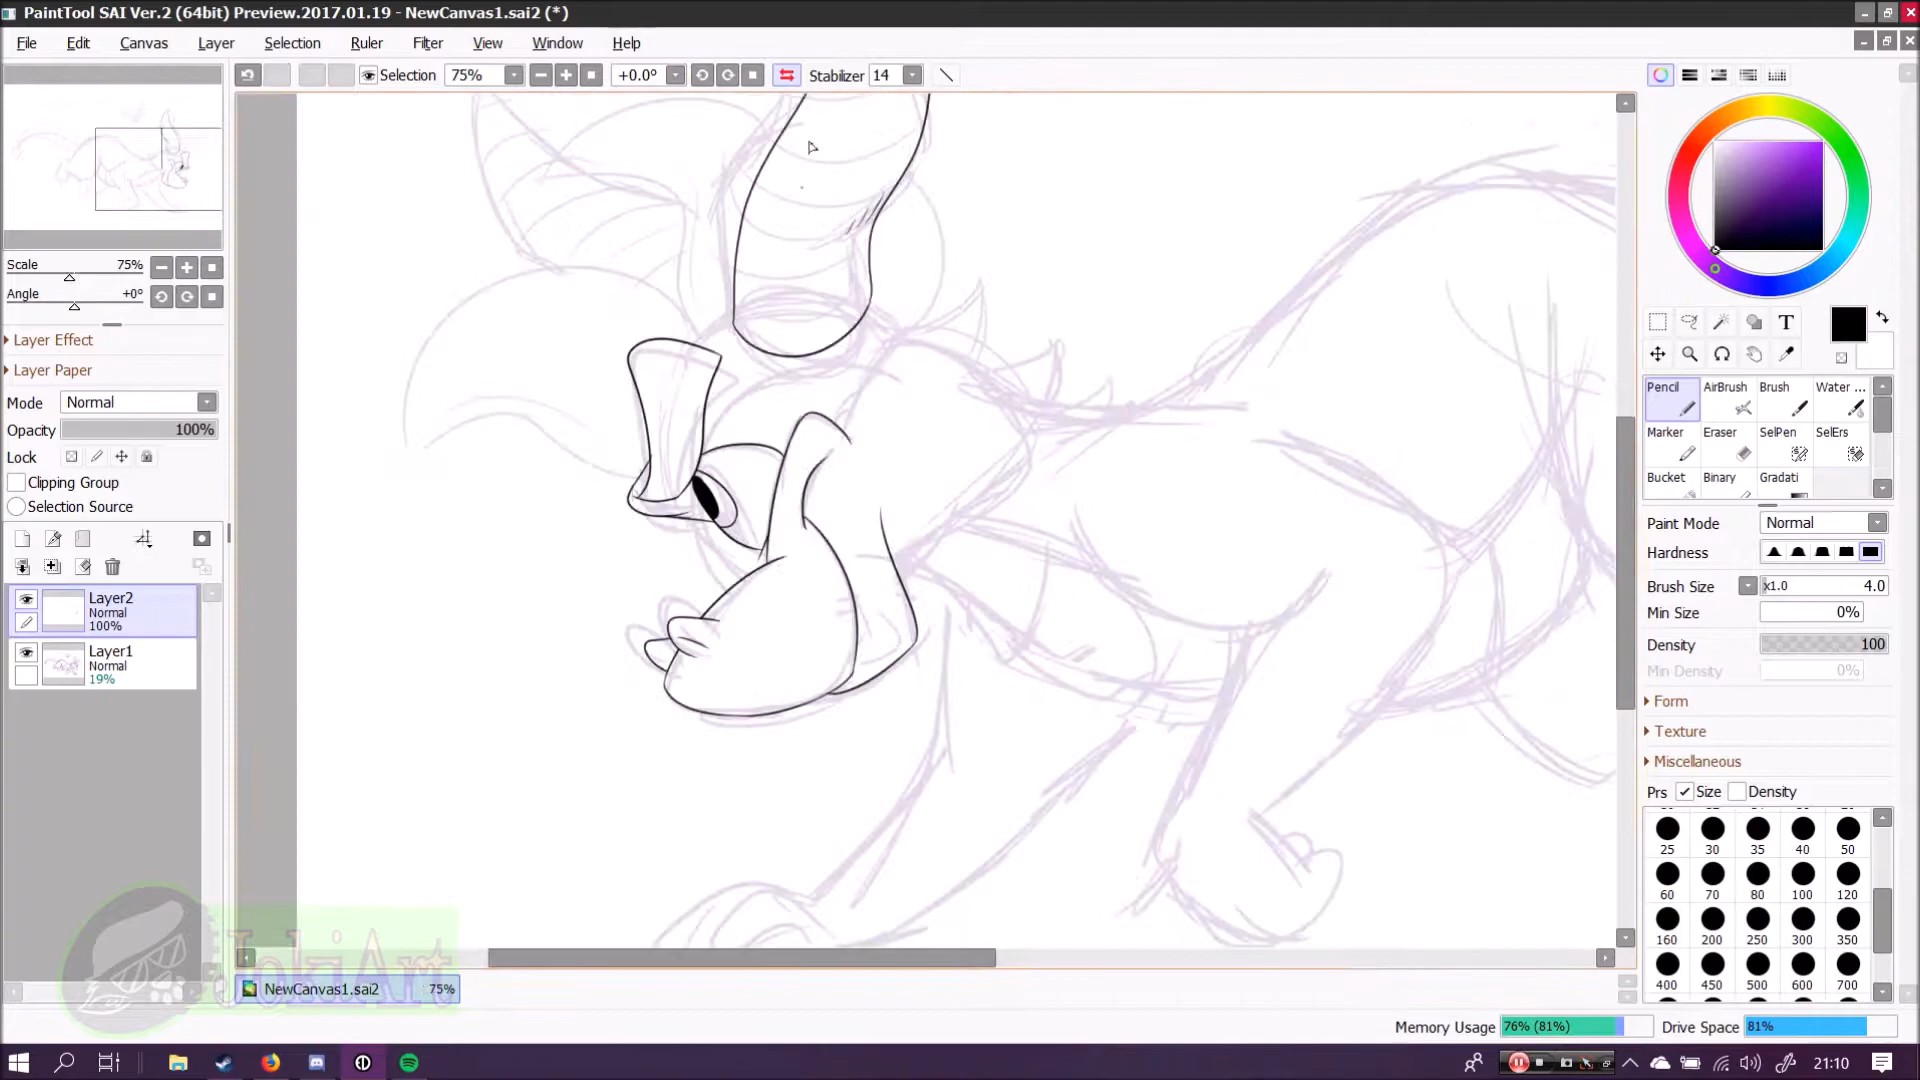 PaintTool SAI Ver.2 (64bit) Preview.2017.01.19 - NewCanvas1.sai2 (*)
File Edit Canvas Layer Selection Ruler Filter View Window Help
Selection 75% +0.0° Stabilizer 14
Scale 75%
Angle +0°
Layer Effect
Layer Paper
Mode Normal
Opacity 100%
Lock
Clipping Group
Selection Source
Layer2
Normal
100%
Layer1
Normal
19%
T
Pencil AirBrush Brush Water ...
Marker Eraser SelPen SelErs
Bucket Binary Gradati
Paint Mode Normal
Hardness
Brush Size x1.0 4.0
Min Size 0%
Density 100
Min Density 0%
Form
Texture
Miscellaneous
Prs Size Density
25 30 35 40 50
60 70 80 100 120
160 200 250 300 350
400 450 500 600 700
#JokiArt
NewCanvas1.sai2 75%
Memory Usage 76% (81%) Drive Space 81%
21:10